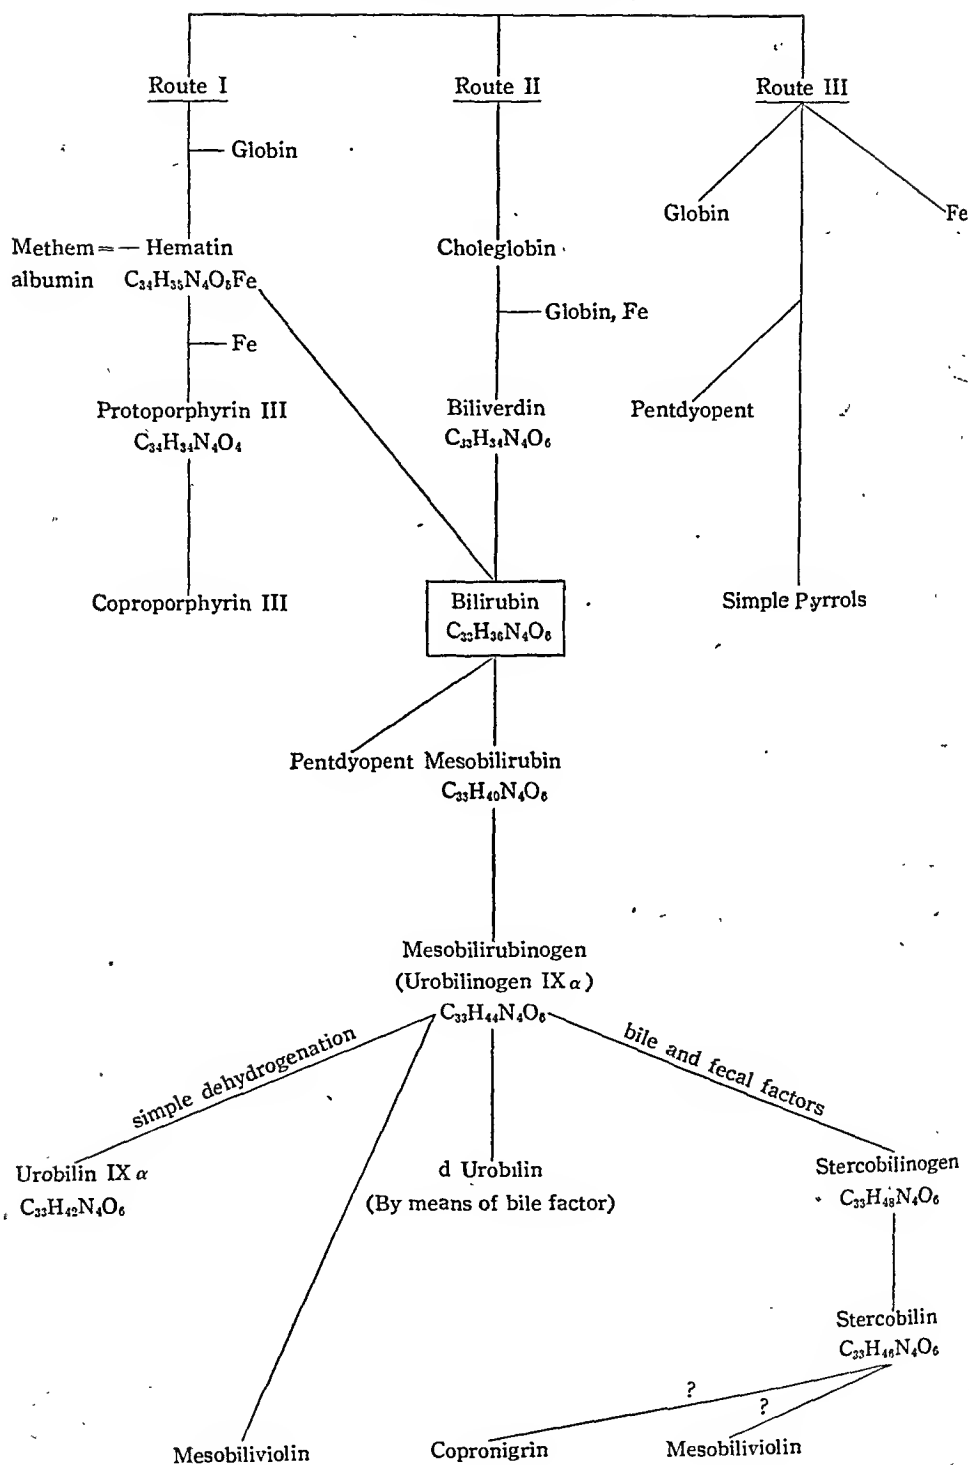 Route I
Route II
Route III
Globin
Globin
Fe
Methem=—Hematin
albumin C₃₄H₃₅N₄O₅Fe
Choleglobin
Globin, Fe
Fe
Protoporphyrin III
C₃₄H₃₄N₄O₄
Biliverdin
C₃₃H₃₄N₄O₆
Pentdyopent
Coproporphyrin III
Bilirubin
C₃₃H₃₆N₄O₆
Simple Pyrrols
Pentdyopent Mesobilirubin
C₃₃H₄₀N₄O₆
Mesobilirubinogen
(Urobilinogen IX α)
C₃₃H₄₄N₄O₆
simple dehydrogenation
bile and fecal factors
Urobilin IX α
C₃₃H₄₂N₄O₆
d Urobilin
(By means of bile factor)
Stercobilinogen
C₃₃H₄₈N₄O₆
Stercobilin
C₃₃H₄₆N₄O₆
?
?
Mesobiliviolin
Copronigrin
Mesobiliviolin